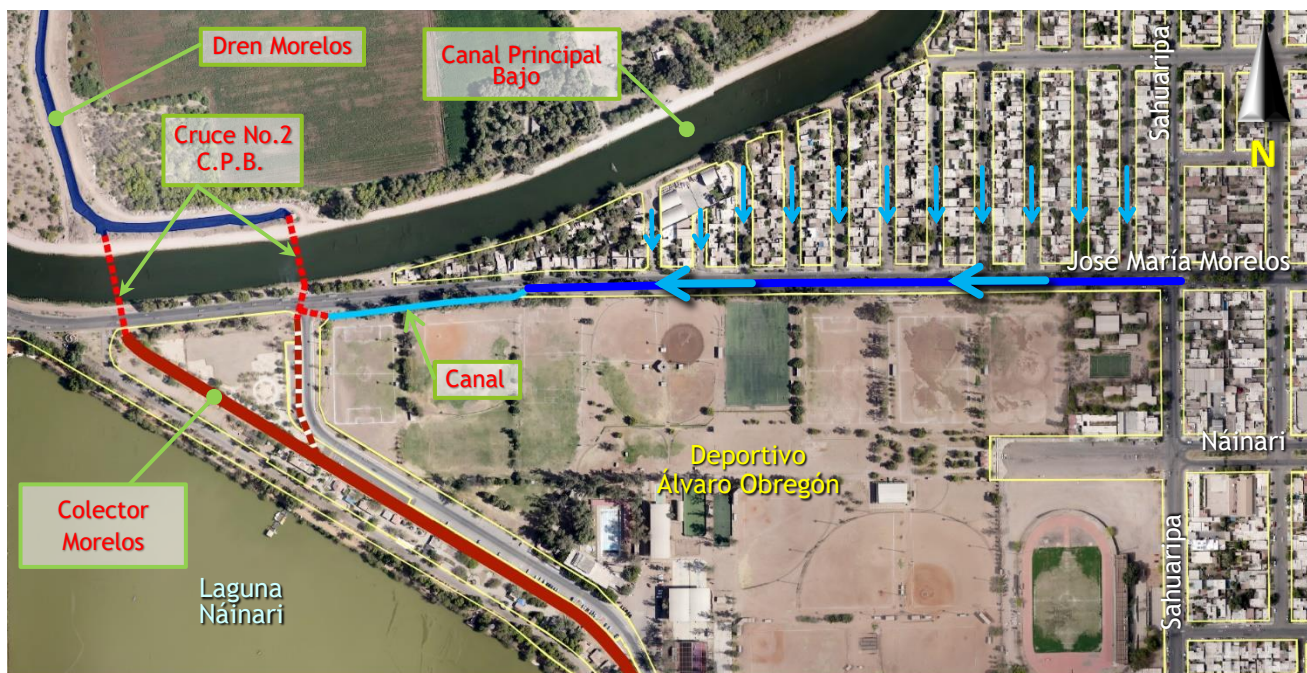 Dren Morelos
Canal Principal
Bajo
Sahuaripa
Cruce No.2
C.P.B.
N
José María Morelos
Canal
Náinari
Deportivo
Álvaro Obregón
Colector
Morelos
Laguna
Náinari
Sahuaripa